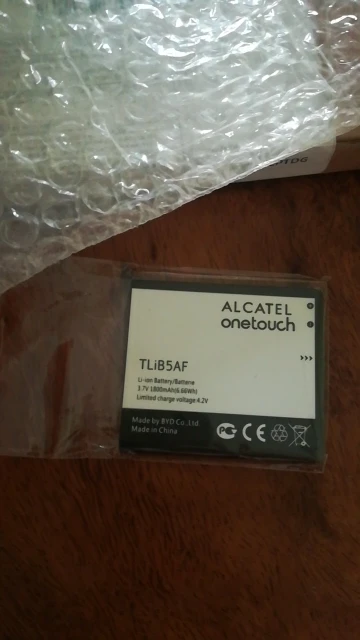 ALCATEL
onetouch
TLiB5AF
Li-ion Battery/Batterie
3.7V 1800mAh(6.66Wh)
Limited charge voltage:4.2V
Made by BYD Co.,Ltd
Made in China